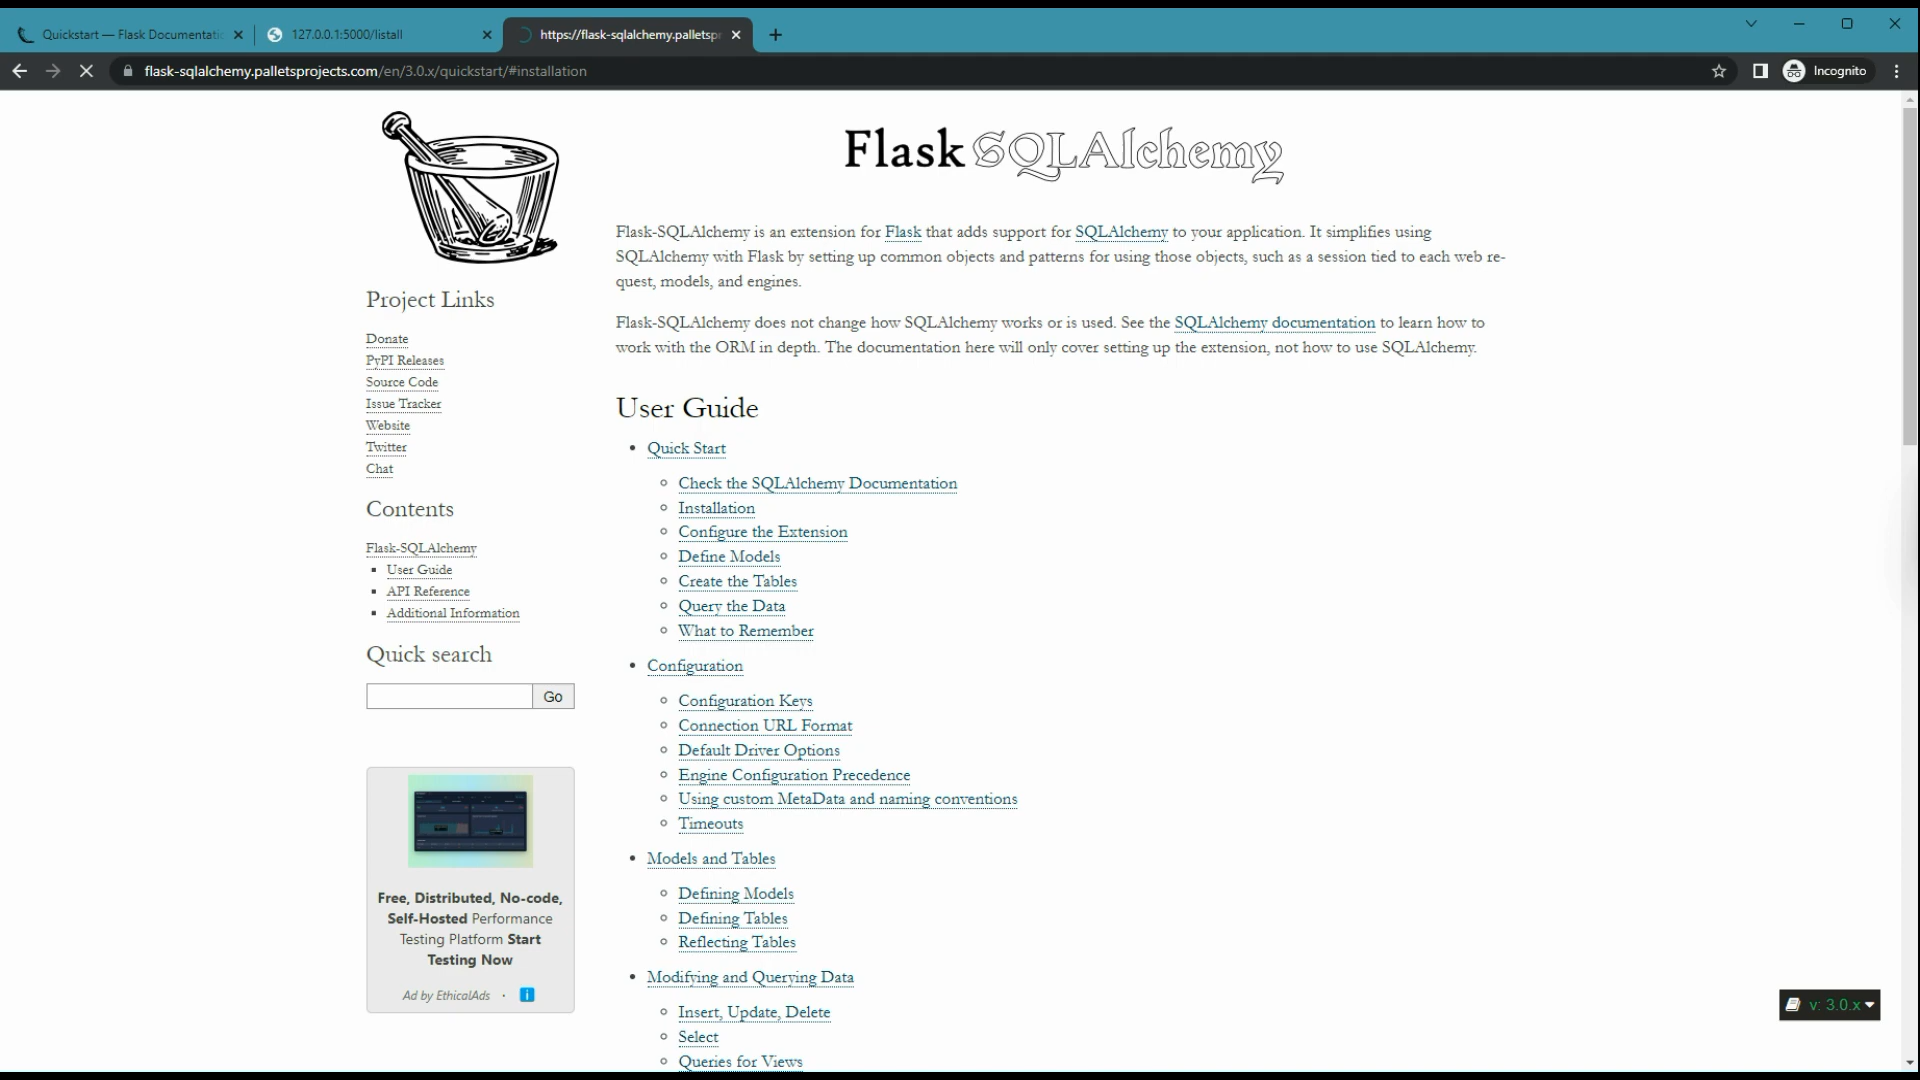 Quickstart — Flask Documentatic
127.0.0.1:5000/listall
https://flask-sqlalchemy.palletspr
flask-sqlalchemy.palletsprojects.com/en/3.0.x/quickstart/#installation
Incognito
Flask SQLAlchemy
Flask-SQLAlchemy is an extension for Flask that adds support for SQLAlchemy to your application. It simplifies using
SQLAlchemy with Flask by setting up common objects and patterns for using those objects, such as a session tied to each web re-
quest, models, and engines.
Flask-SQLAlchemy does not change how SQLAlchemy works or is used. See the SQLAlchemy documentation to learn how to
work with the ORM in depth. The documentation here will only cover setting up the extension, not how to use SQLAlchemy.
Project Links
Donate
PyPI Releases
Source Code
Issue Tracker
Website
Twitter
Chat
Contents
Flask-SQLAlchemy
User Guide
API Reference
Additional Information
Quick search
Go
Free, Distributed, No-code,
Self-Hosted Performance
Testing Platform Start
Testing Now
Ad by EthicalAds ·
User Guide
Quick Start
Check the SQLAlchemy Documentation
Installation
Configure the Extension
Define Models
Create the Tables
Query the Data
What to Remember
Configuration
Configuration Keys
Connection URL Format
Default Driver Options
Engine Configuration Precedence
Using custom MetaData and naming conventions
Timeouts
Models and Tables
Defining Models
Defining Tables
Reflecting Tables
Modifying and Querying Data
Insert, Update, Delete
Select
Queries for Views
v: 3.0.x